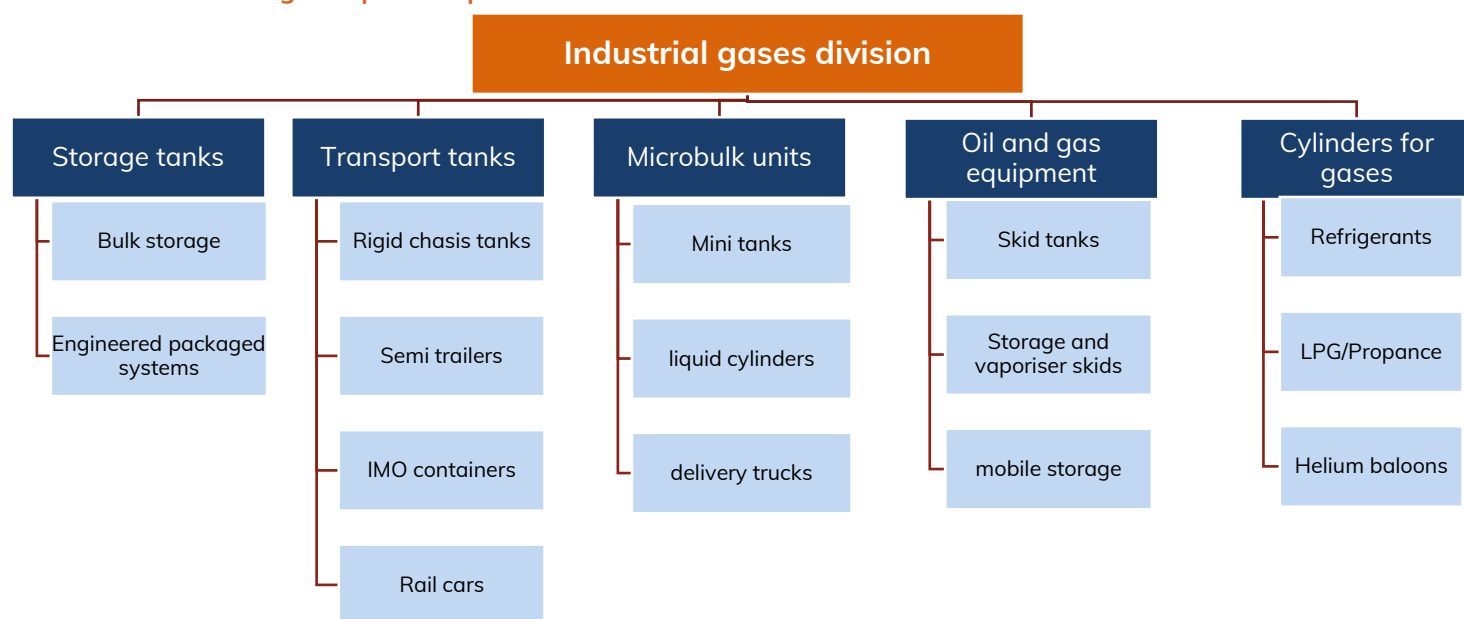 Industrial gases division
Storage tanks
Bulk storage
Engineered packaged
systems
Transport tanks
Rigid chasis tanks
Semi trailers
IMO containers
Rail cars
Microbulk units
Mini tanks
liquid cylinders
delivery trucks
Oil and gas
equipment
Skid tanks
Storage and
vaporiser skids
mobile storage
Cylinders for
gases
Refrigerants
LPG/Propance
Helium baloons